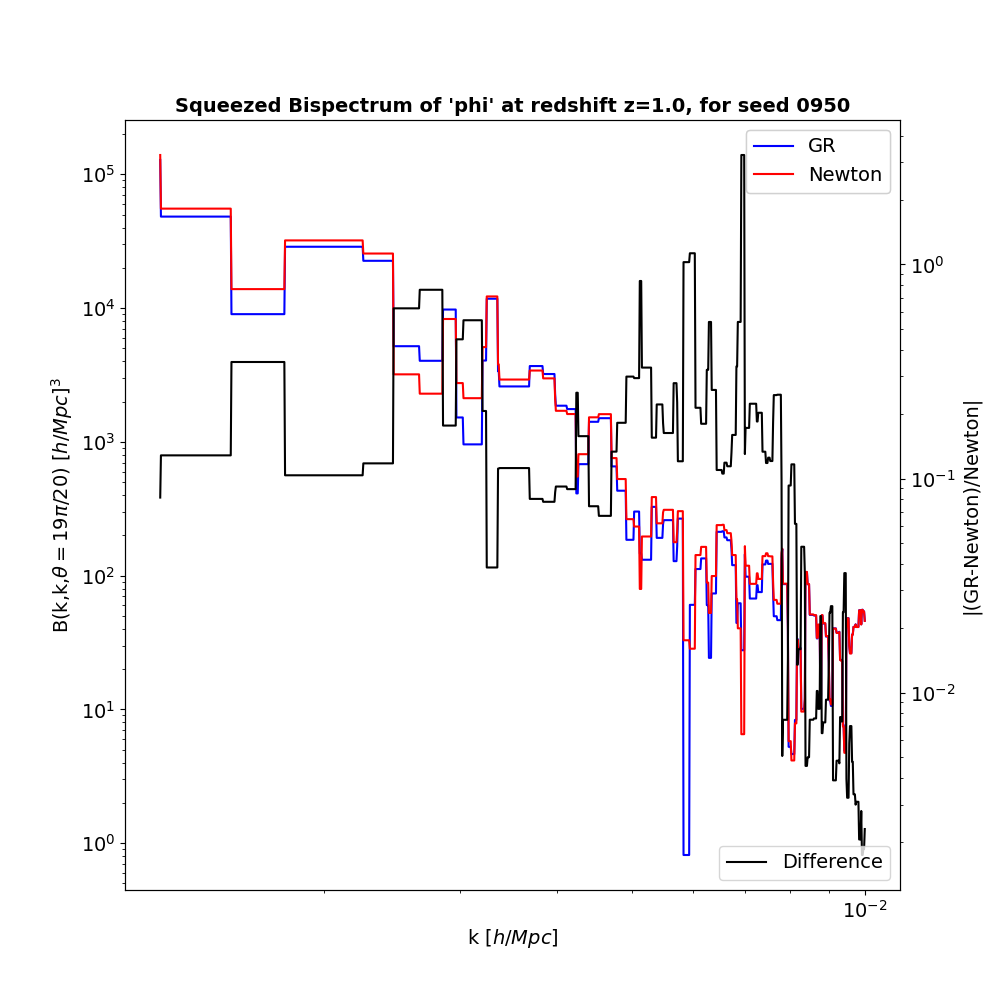 Squeezed Bispectrum of 'phi' at redshift z=1.0, for seed 0950
GR
Newton
10⁵
10⁴
10³
10²
10¹
10⁰
B(k,k,θ = 19π/20) [h/Mpc]³
10⁰
10⁻¹
10⁻²
|(GR-Newton)/Newton|
Difference
10⁻²
k [h/Mpc]